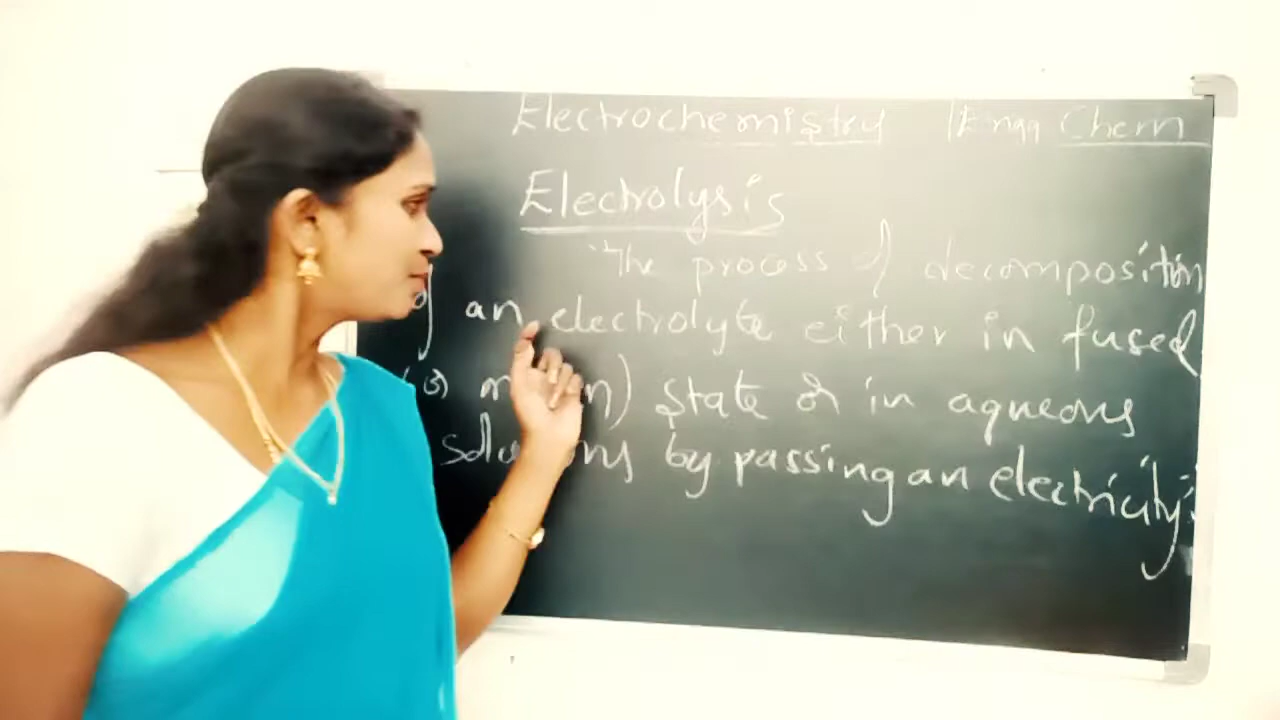 Electrochemistry | Engg Chem
Electrolysis
The process of decomposition
of an electrolyte either in fused
state or in aqueous
by passing an electricity.